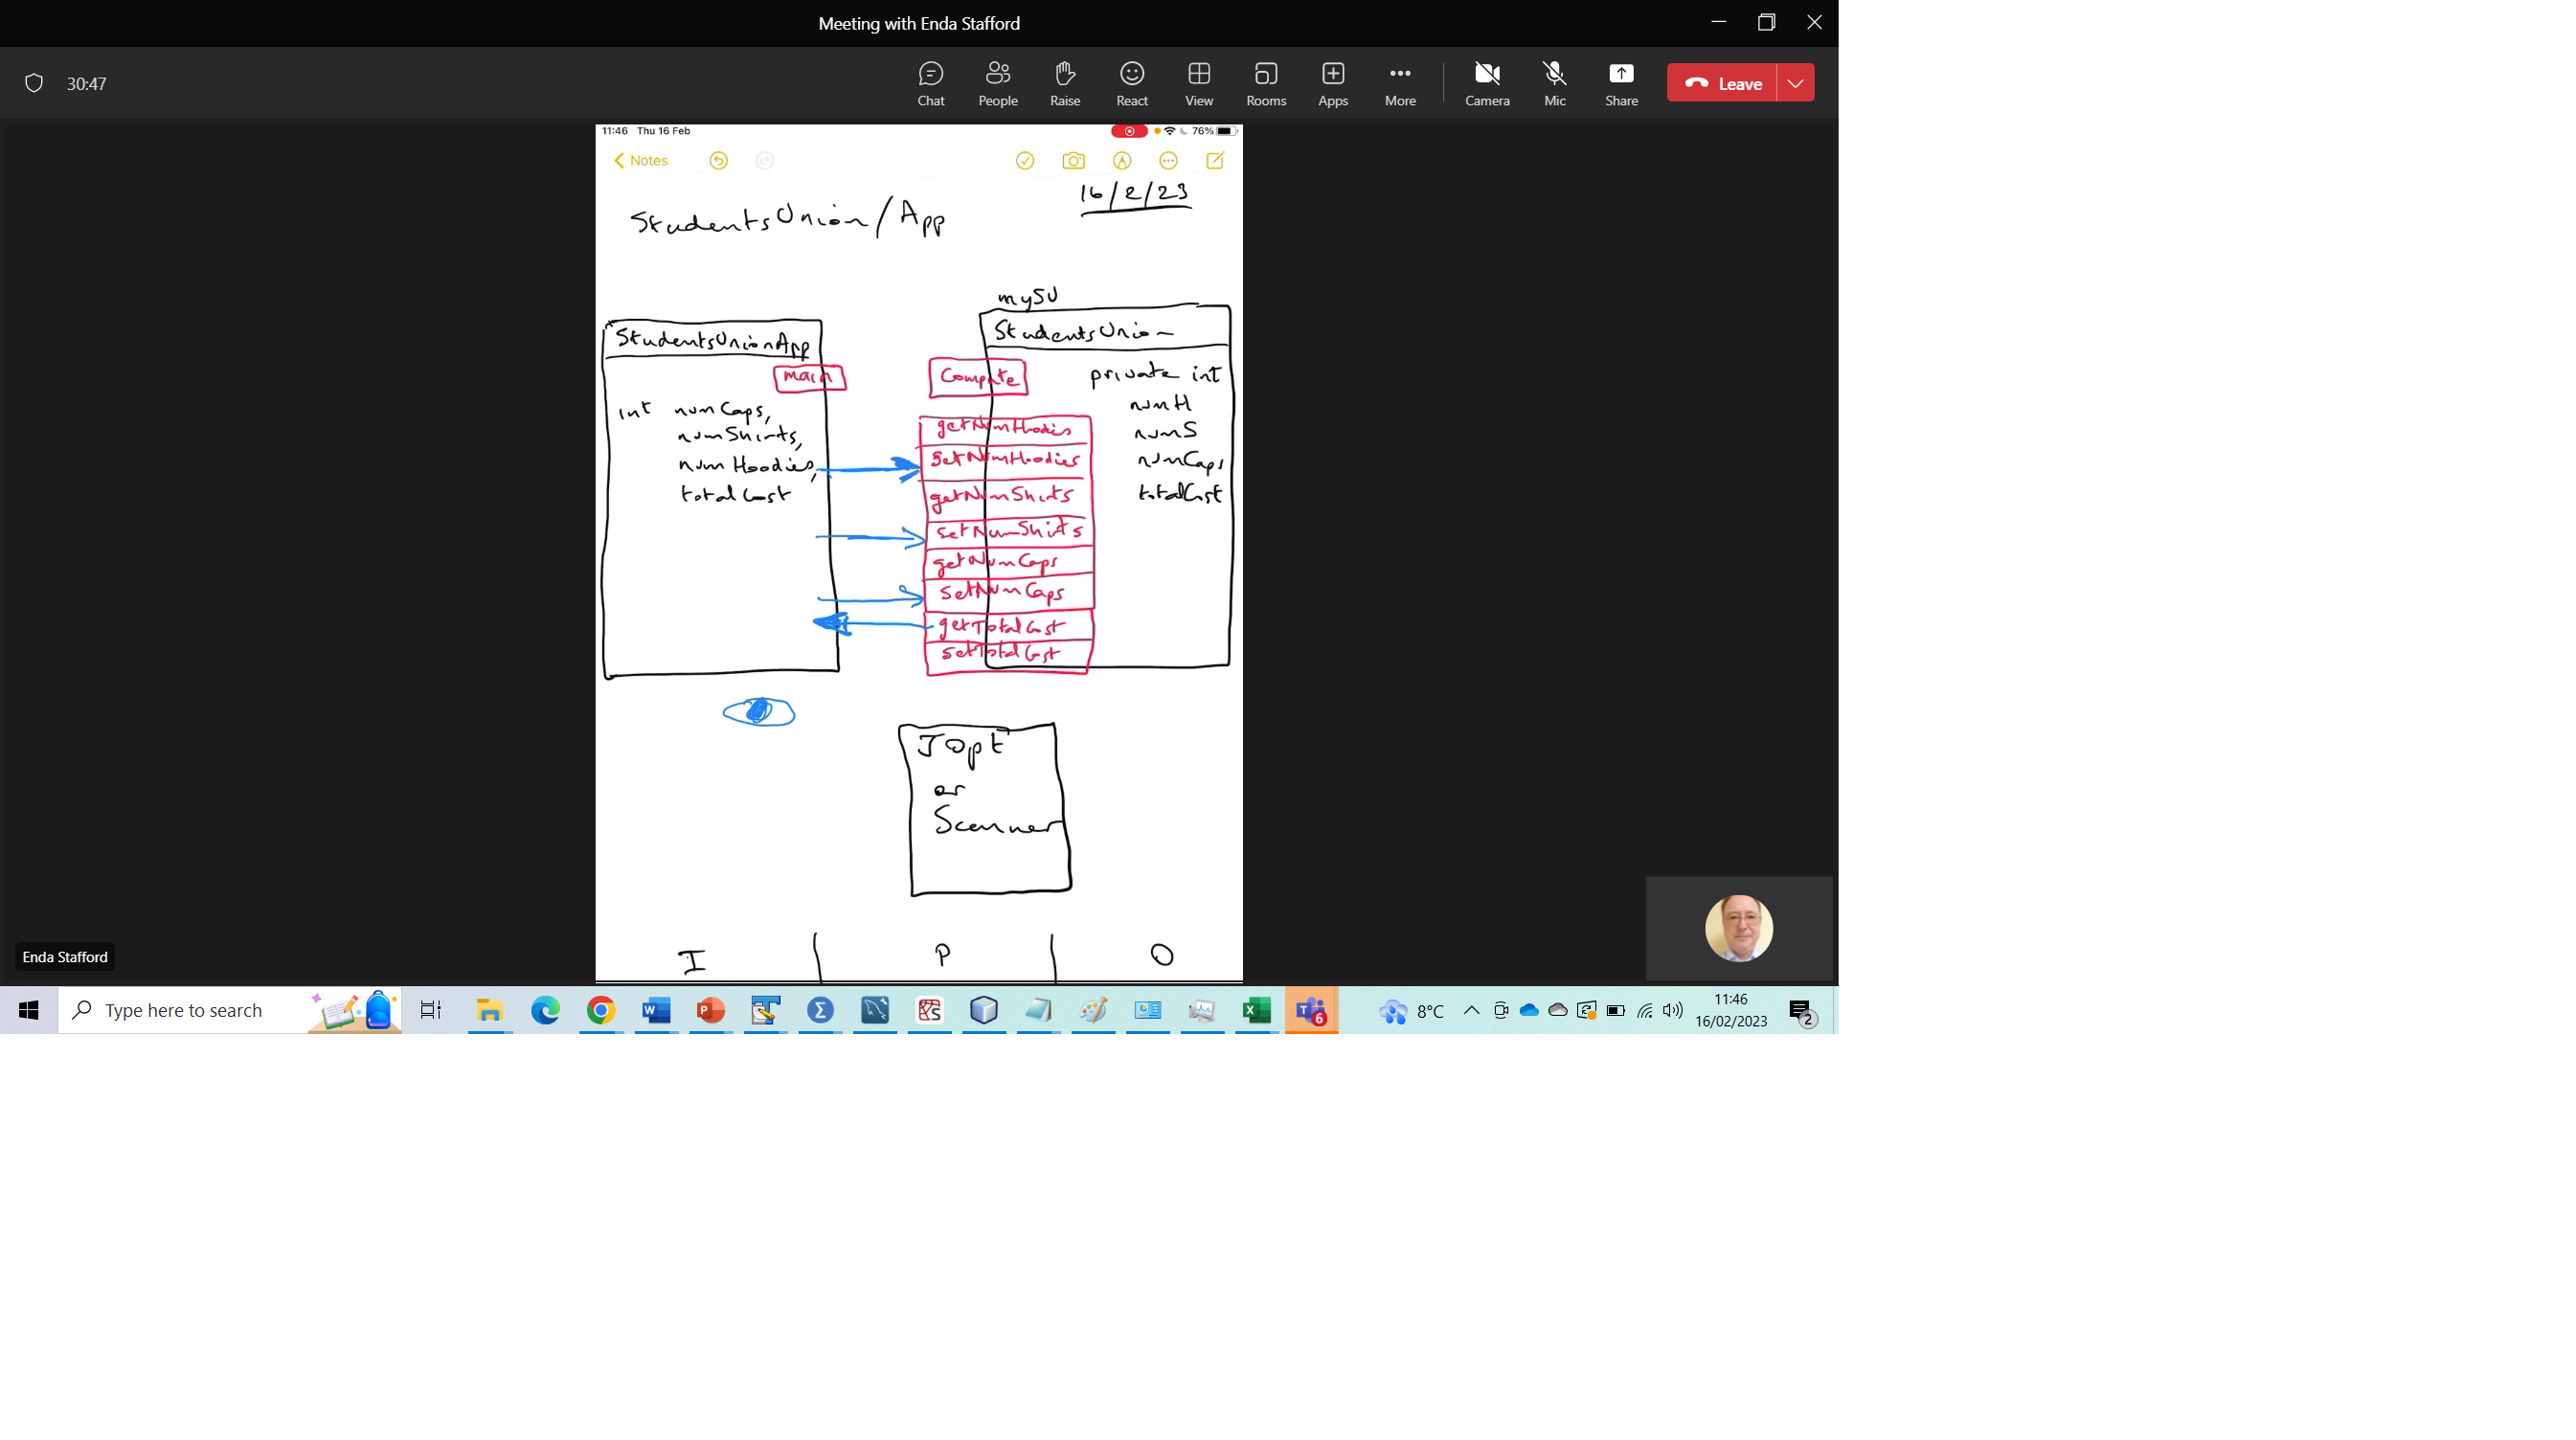 Meeting with Enda Stafford
30:47
Chat People Raise React View Rooms Apps More Camera Mic Share Leave
11:46 Thu 16 Feb
76%
Notes
16/2/23
StudentsUnion/App
mySU
StudentsUnionApp
StudentsUnion
main
Compute
private int
int numCaps,
numShirts,
numHoodies,
totalCost
numH
numS
numCaps
totalCost
getNumHoodies
setNumHoodies
getNumShirts
setNumShirts
getNumCaps
setNumCaps
getTotalCost
setTotalCost
JOpt
or
Scanner
I P O
Enda Stafford
Type here to search
8°C
11:46
16/02/2023
6
2